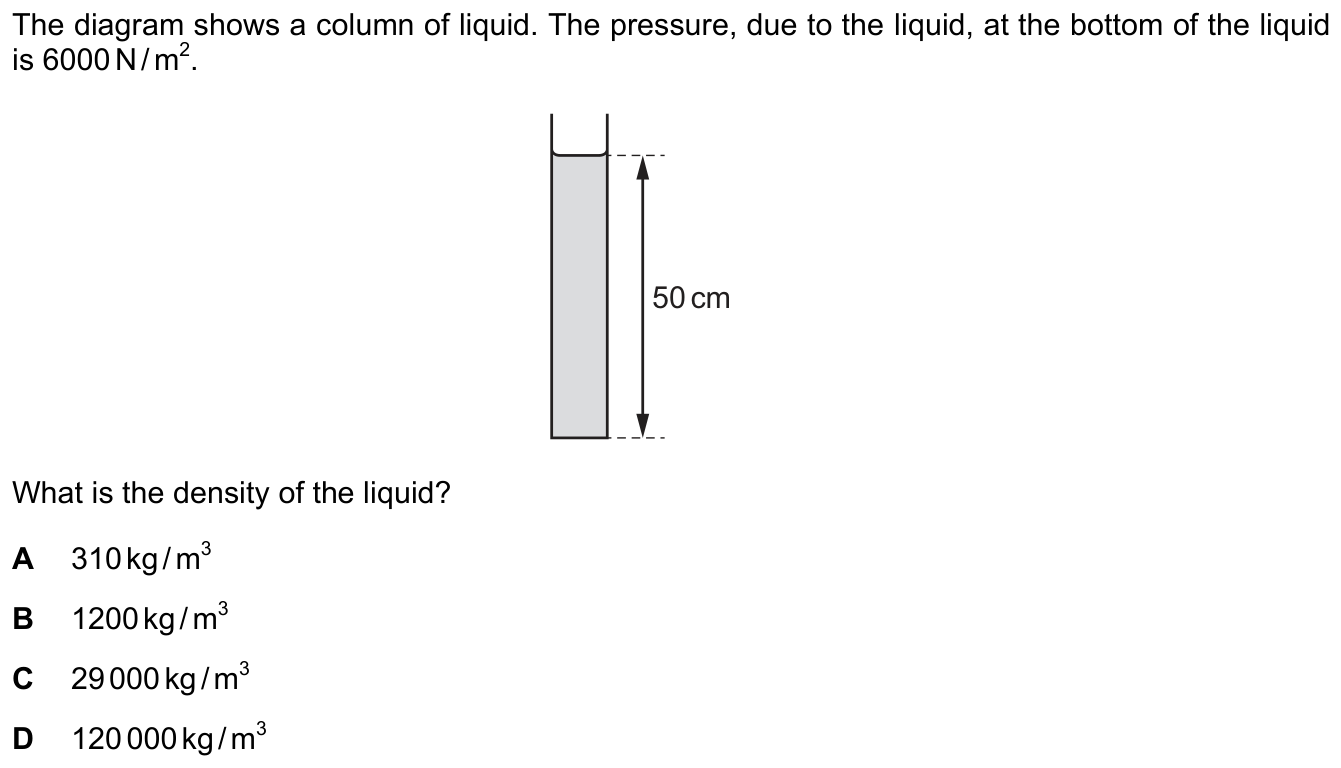 The diagram shows a column of liquid. The pressure, due to the liquid, at the bottom of the liquid
is 6000 N/m².
50 cm
What is the density of the liquid?
A 310 kg/m³
B 1200 kg/m³
C 29 000 kg/m³
D 120 000 kg/m³